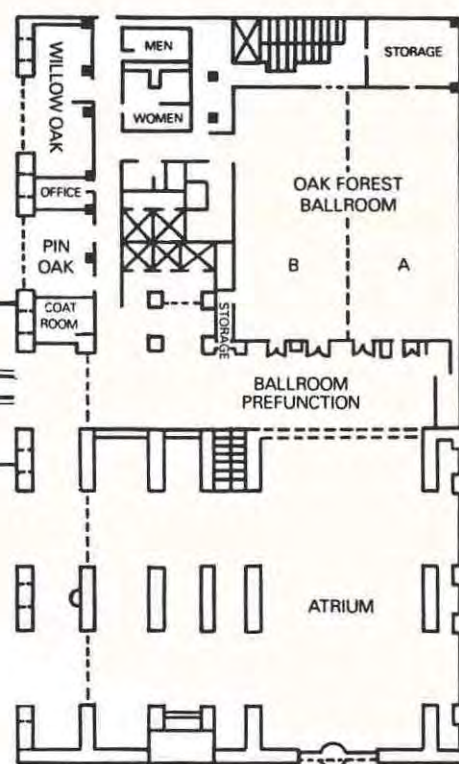 WILLOW OAK
MEN
WOMEN
STORAGE
OFFICE
OAK FOREST
BALLROOM
B
A
PIN
OAK
COAT
ROOM
STORAGE
BALLROOM
PREFUNCTION
ATRIUM